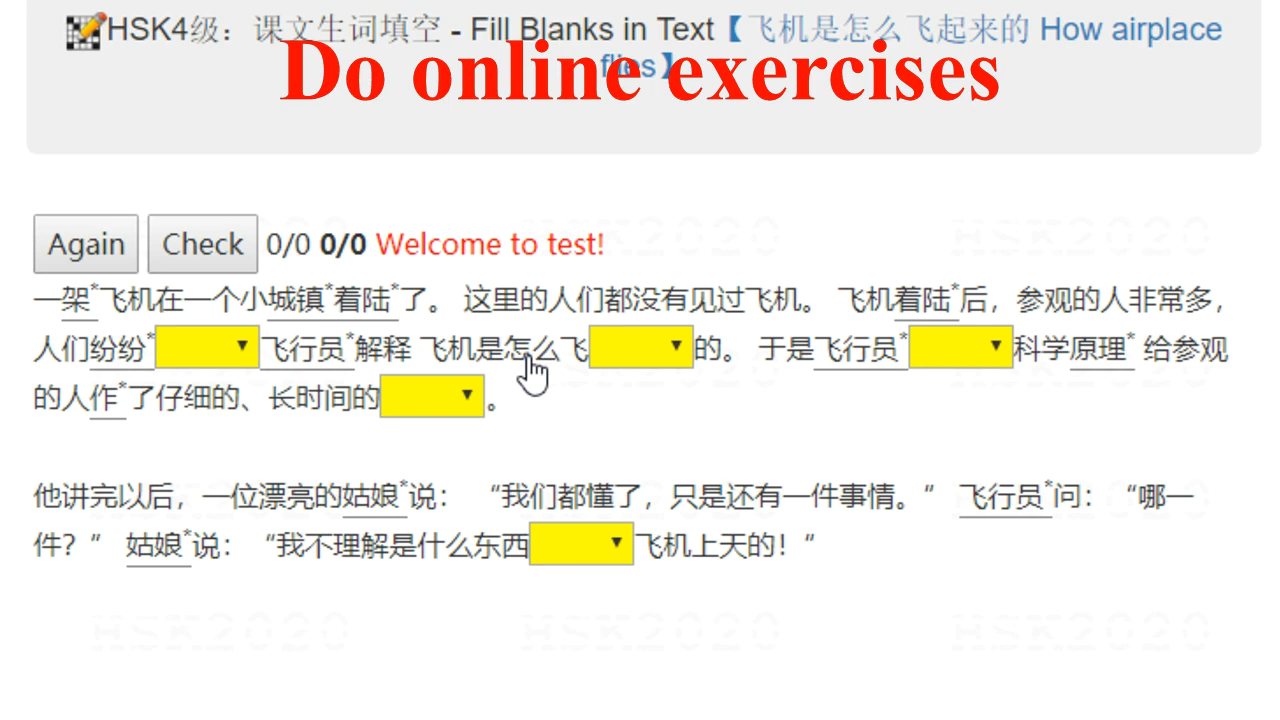 HSK4级：课文生词填空 - Fill Blanks in Text【飞机是怎么飞起来的 How airplace
flies】
Do online exercises
Again Check 0/0 0/0 Welcome to test!
一架*飞机在一个小城镇*着陆*了。 这里的人们都没有见过飞机。 飞机着陆*后，参观的人非常多，
人们纷纷* 飞行员*解释 飞机是怎么飞 的。 于是飞行员* 科学原理* 给参观
的人作*了仔细的、长时间的 。
他讲完以后，一位漂亮的姑娘*说： “我们都懂了，只是还有一件事情。“ 飞行员*问：“哪一
件？“ 姑娘*说： “我不理解是什么东西 飞机上天的！“
HSK2020 HSK2020 HSK2020